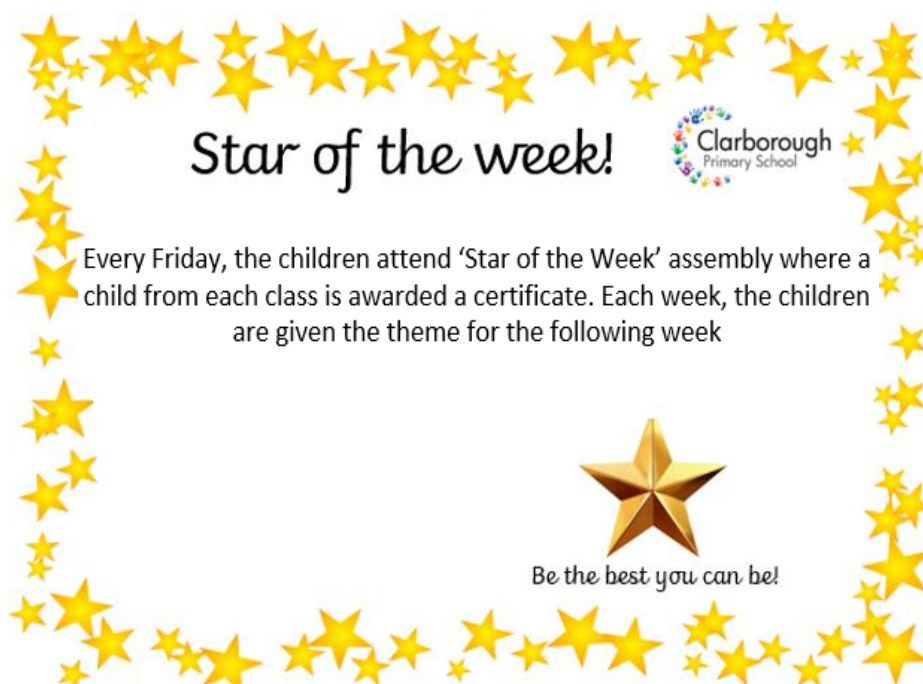 Star of the week!
Clarborough
Primary School
Every Friday, the children attend ‘Star of the Week’ assembly where a
child from each class is awarded a certificate. Each week, the children
are given the theme for the following week
Be the best you can be!